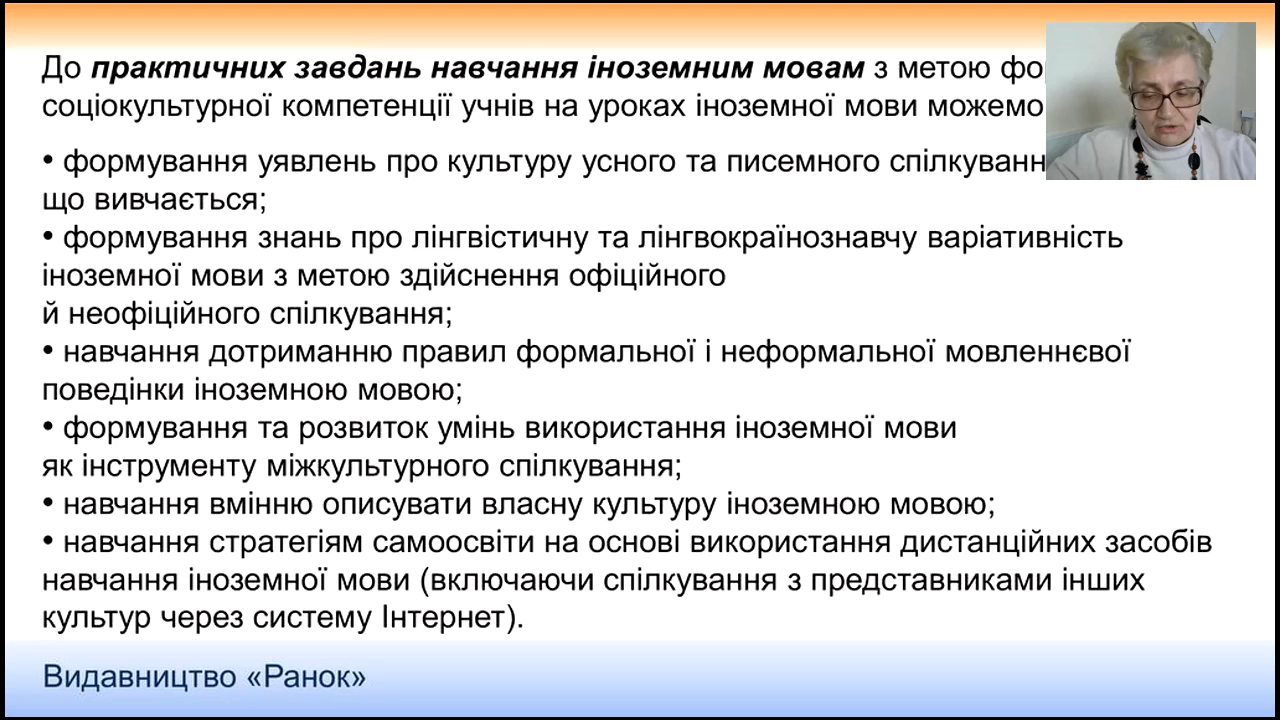 До практичних завдань навчання іноземним мовам з метою
соціокультурної компетенції учнів на уроках іноземної мови можемо
• формування уявлень про культуру усного та писемного
що вивчається;
• формування знань про лінгвістичну та лінгвокраїнознавчу варіативність
іноземної мови з метою здійснення офіційного
й неофіційного спілкування;
• навчання дотриманню правил формальної і неформальної мовленнєвої
поведінки іноземною мовою;
• формування та розвиток умінь використання іноземної мови
як інструменту міжкультурного спілкування;
• навчання вмінню описувати власну культуру іноземною мовою;
• навчання стратегіям самоосвіти на основі використання дистанційних засобів
навчання іноземної мови (включаючи спілкування з представниками інших
культур через систему Інтернет).
Видавництво «Ранок»